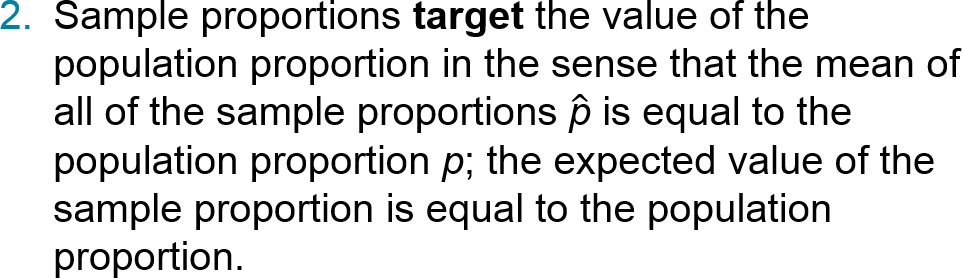 2. Sample proportions target the value of the
population proportion in the sense that the mean of
all of the sample proportions p̂ is equal to the
population proportion p; the expected value of the
sample proportion is equal to the population
proportion.